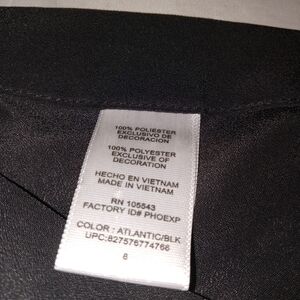 100% POLIESTER
EXCLUSIVO DE
DECORACION
100% POLYESTER
EXCLUSIVE OF
DECORATION
HECHO EN VIETNAM
MADE IN VIETNAM
RN 105543
FACTORY ID# PHOEXP
COLOR : ATLANTIC/BLK
UPC:827576774766
8